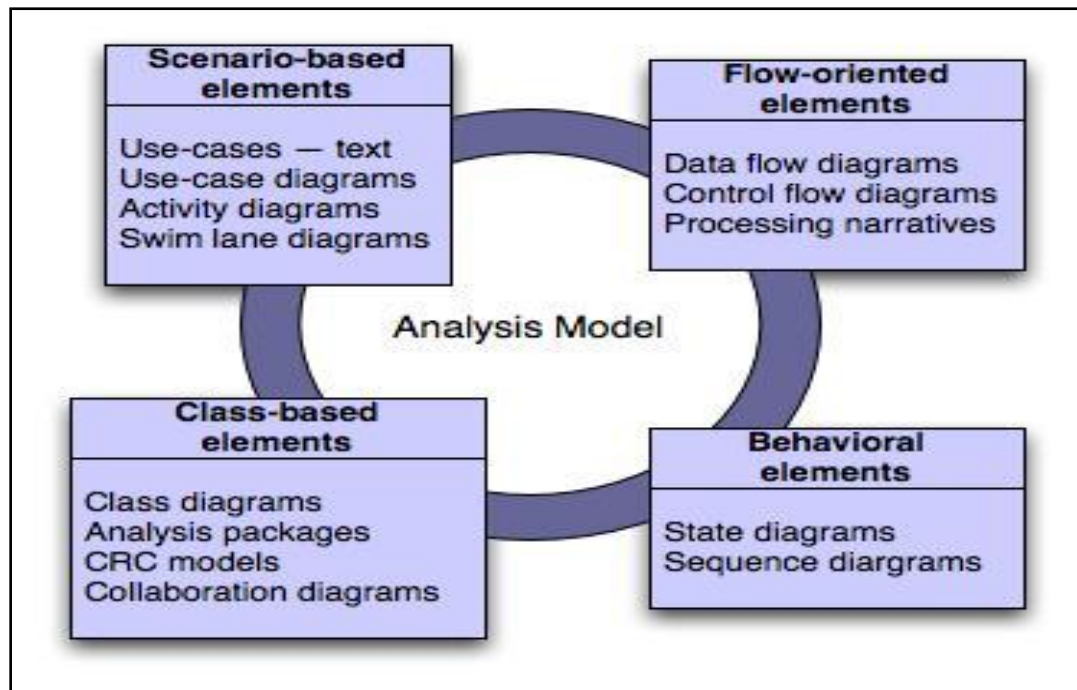 Scenario-based
elements
Use-cases — text
Use-case diagrams
Activity diagrams
Swim lane diagrams
Flow-oriented
elements
Data flow diagrams
Control flow diagrams
Processing narratives
Analysis Model
Class-based
elements
Class diagrams
Analysis packages
CRC models
Collaboration diagrams
Behavioral
elements
State diagrams
Sequence diargrams